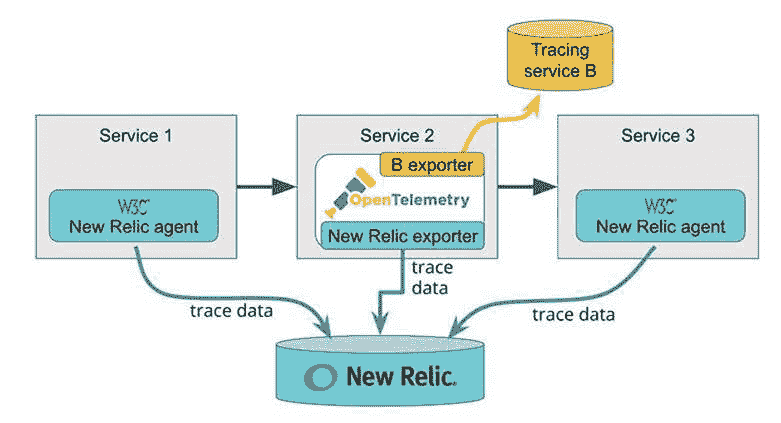 Tracing
service B
Service 1
Service 2
Service 3
B exporter
OpenTelemetry
W3C
New Relic agent
New Relic exporter
W3C
New Relic agent
trace
data
trace data
trace data
New Relic.